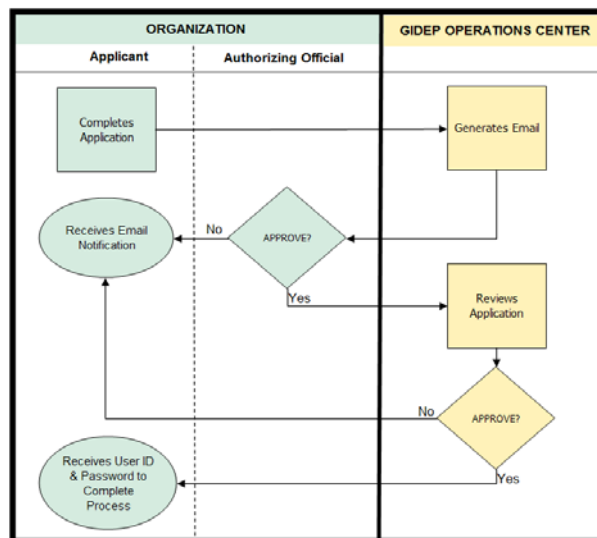 ORGANIZATION
GIDEP OPERATIONS CENTER
Applicant
Authorizing Official
Completes
Application
Generates Email
Receives Email
Notification
No
APPROVE?
Yes
Reviews
Application
No
APPROVE?
Yes
Receives User ID
& Password to
Complete
Process